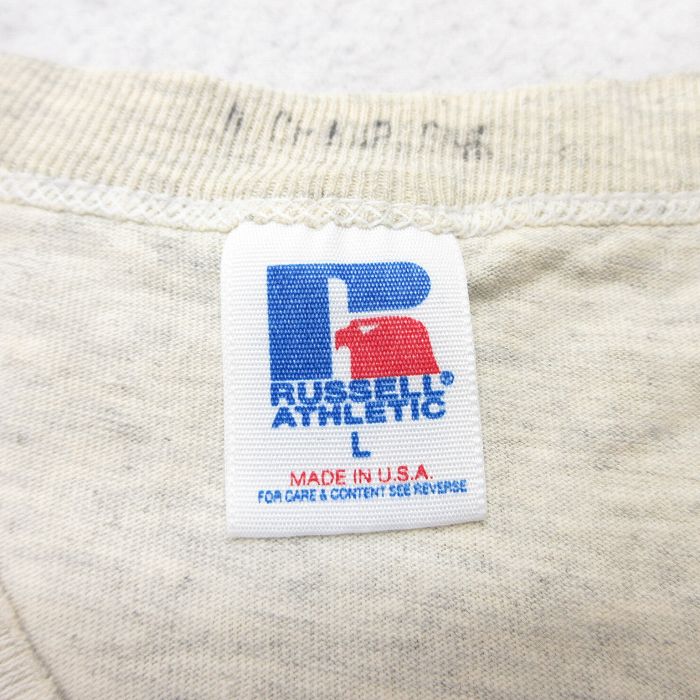 RUSSELL®
ATHLETIC
L
MADE IN U.S.A.
FOR CARE & CONTENT SEE REVERSE